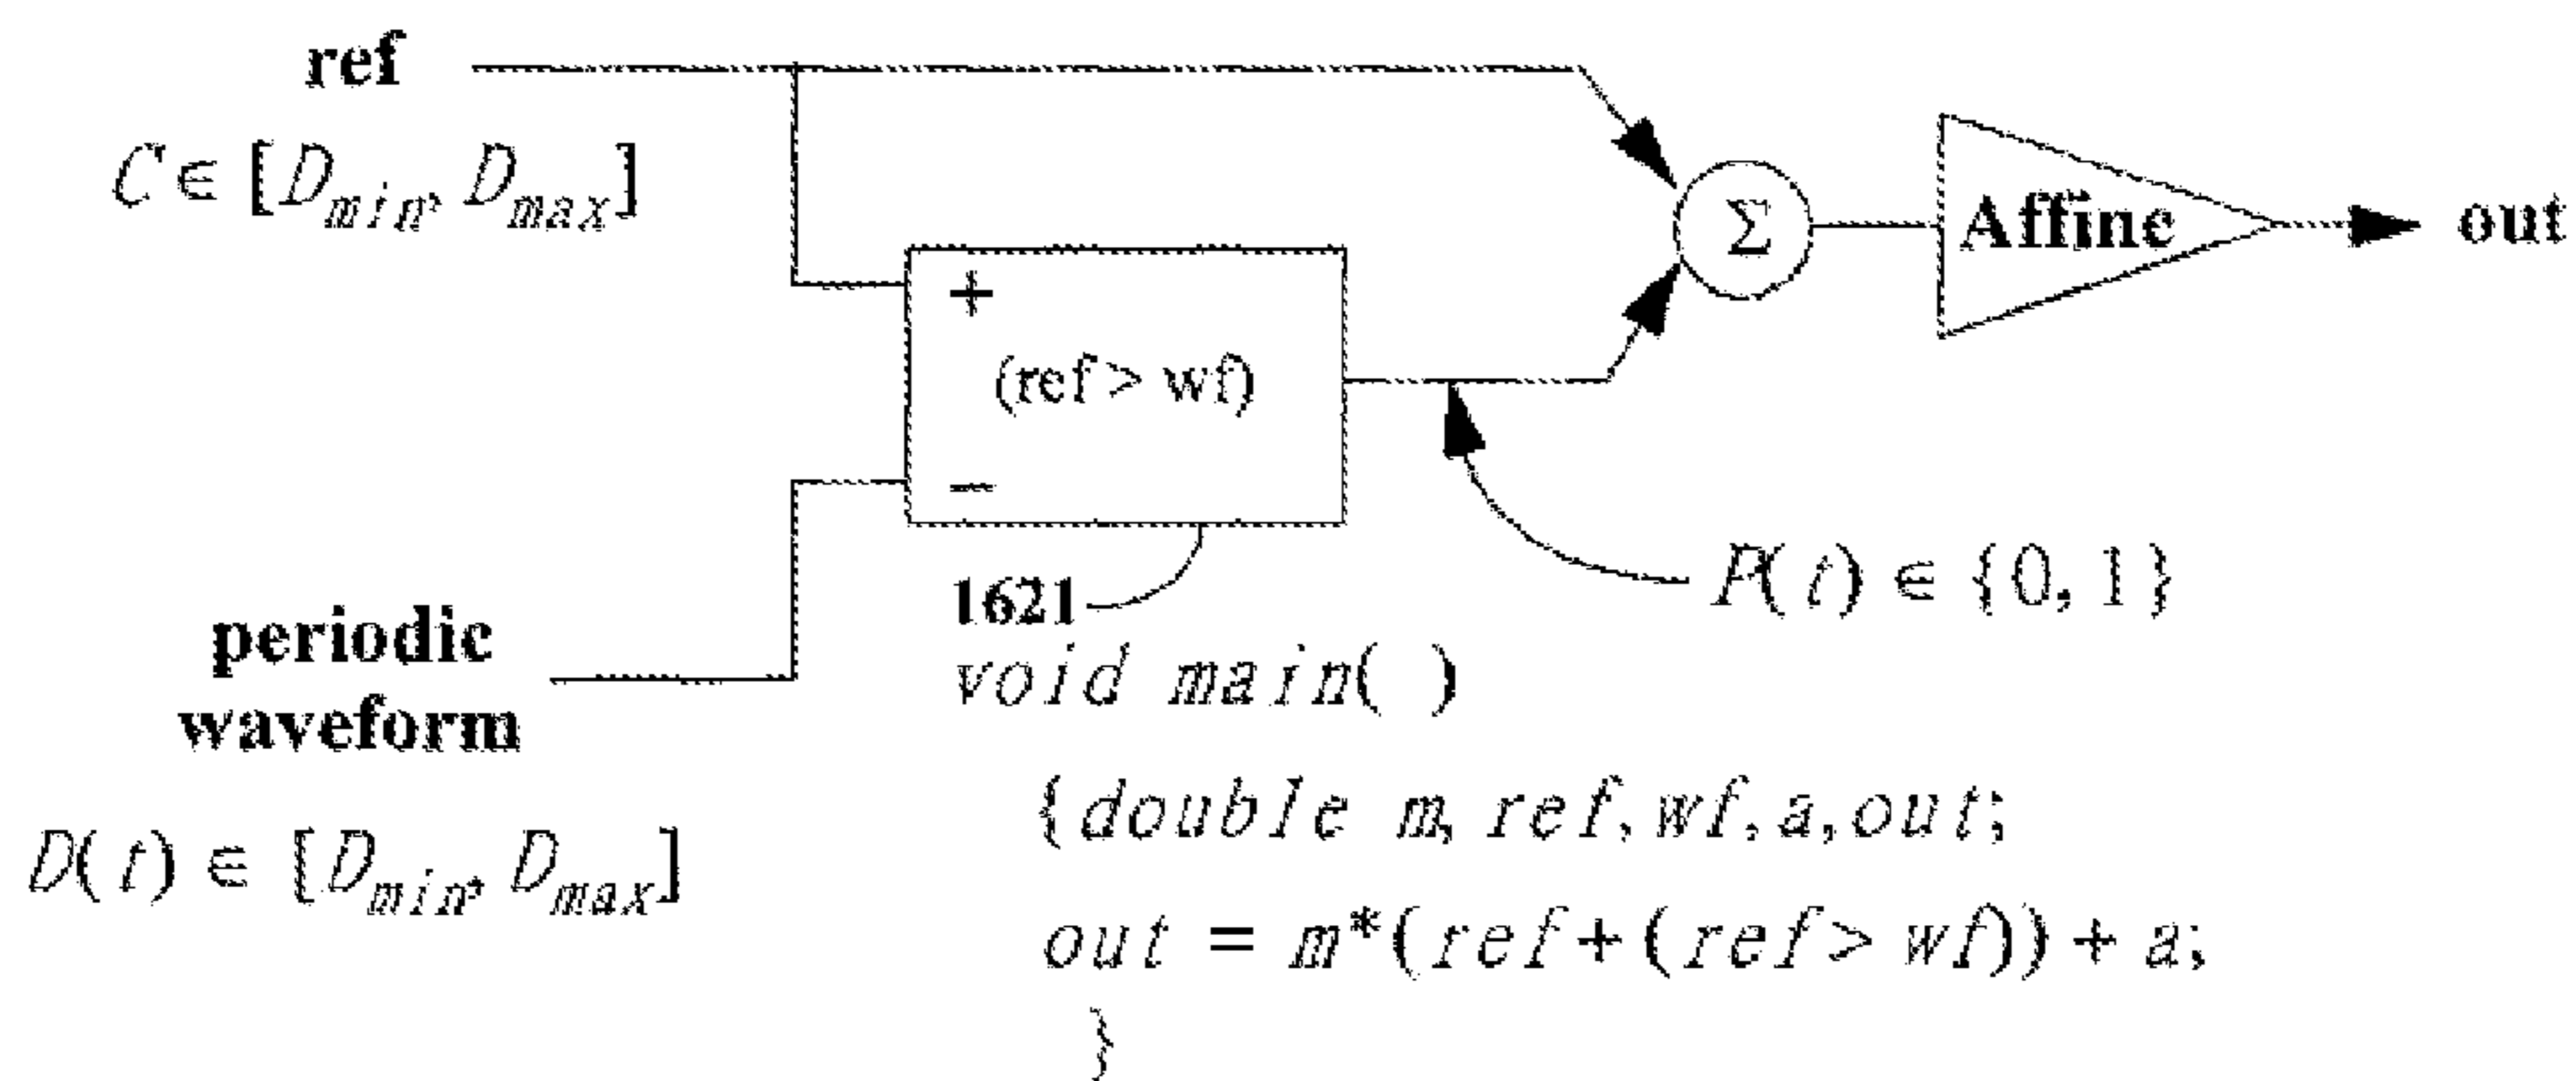 ref
C ∈ [D_min, D_max]
+
(ref > wf)
−
Σ
Affine
out
1621
P(t) ∈ {0, 1}
periodic
waveform
D(t) ∈ [D_min, D_max]
void main( )
{double m, ref, wf, a, out;
out = m*(ref+(ref> wf)) + a;
}